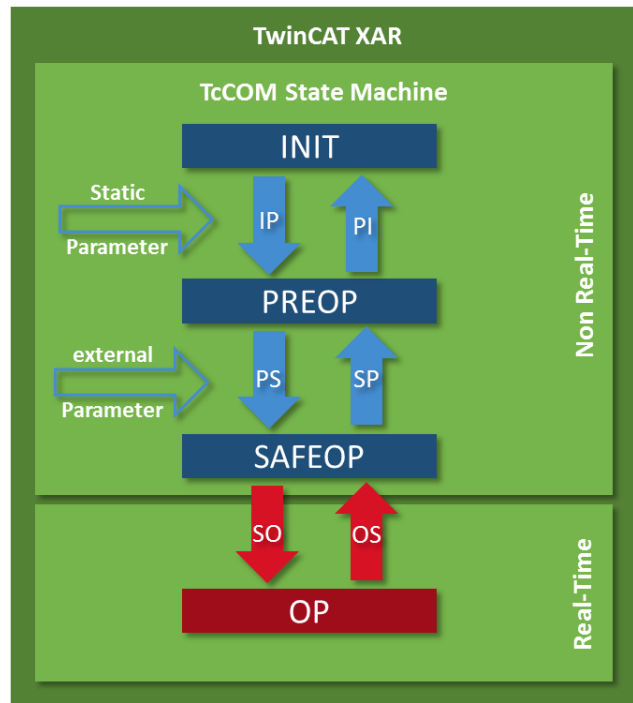 TwinCAT XAR
TcCOM State Machine
INIT
Static
Parameter
IP
PI
PREOP
external
Parameter
PS
SP
SAFEOP
Non Real-Time
SO
OS
OP
Real-Time